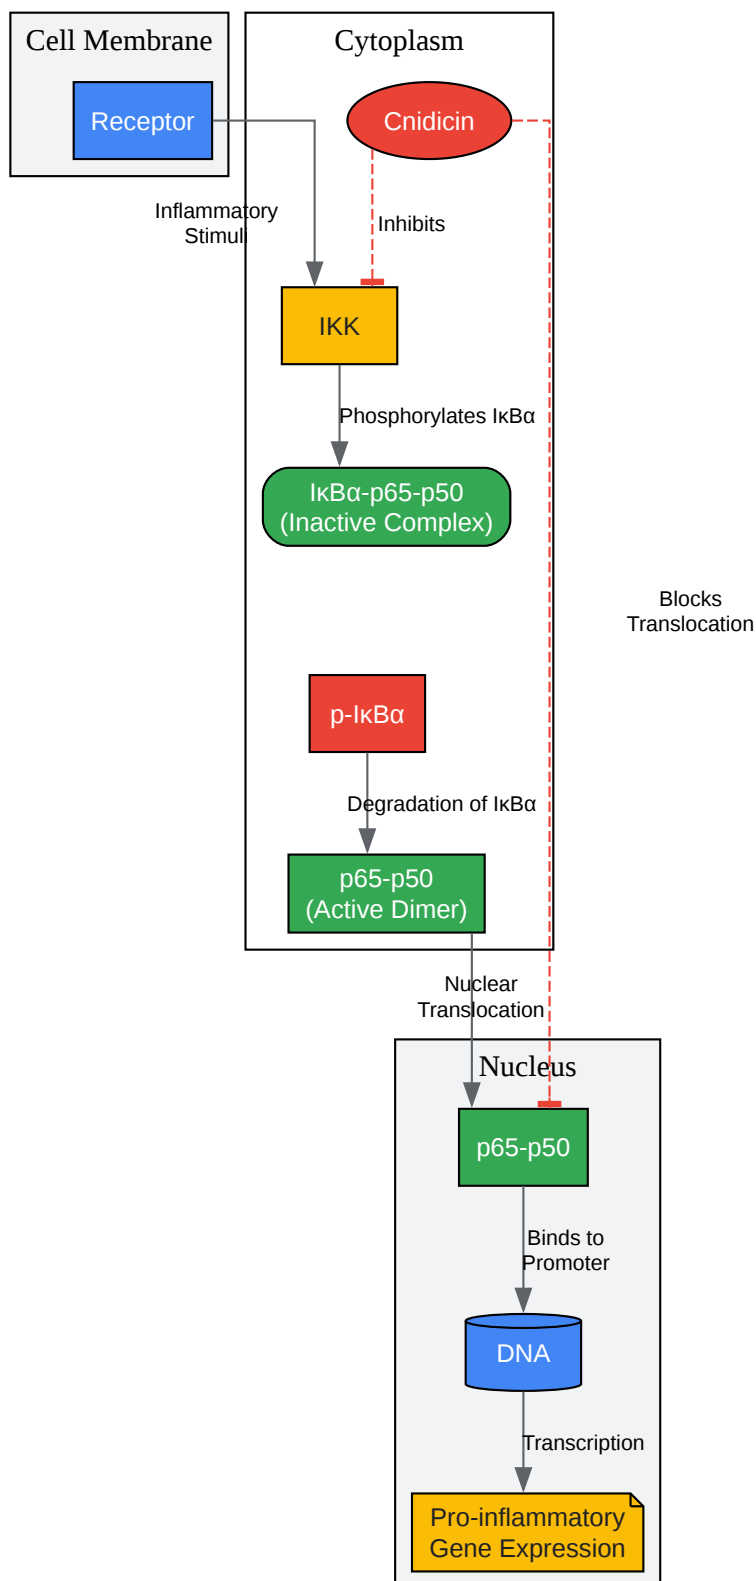 Cell Membrane
Cytoplasm
Receptor
Cnidicin
Inflammatory
Stimuli
Inhibits
IKK
Phosphorylates IκBα
IκBα-p65-p50
(Inactive Complex)
Blocks
Translocation
p-IκBα
Degradation of IκBα
p65-p50
(Active Dimer)
Nuclear
Translocation
Nucleus
p65-p50
Binds to
Promoter
DNA
Transcription
Pro-inflammatory
Gene Expression